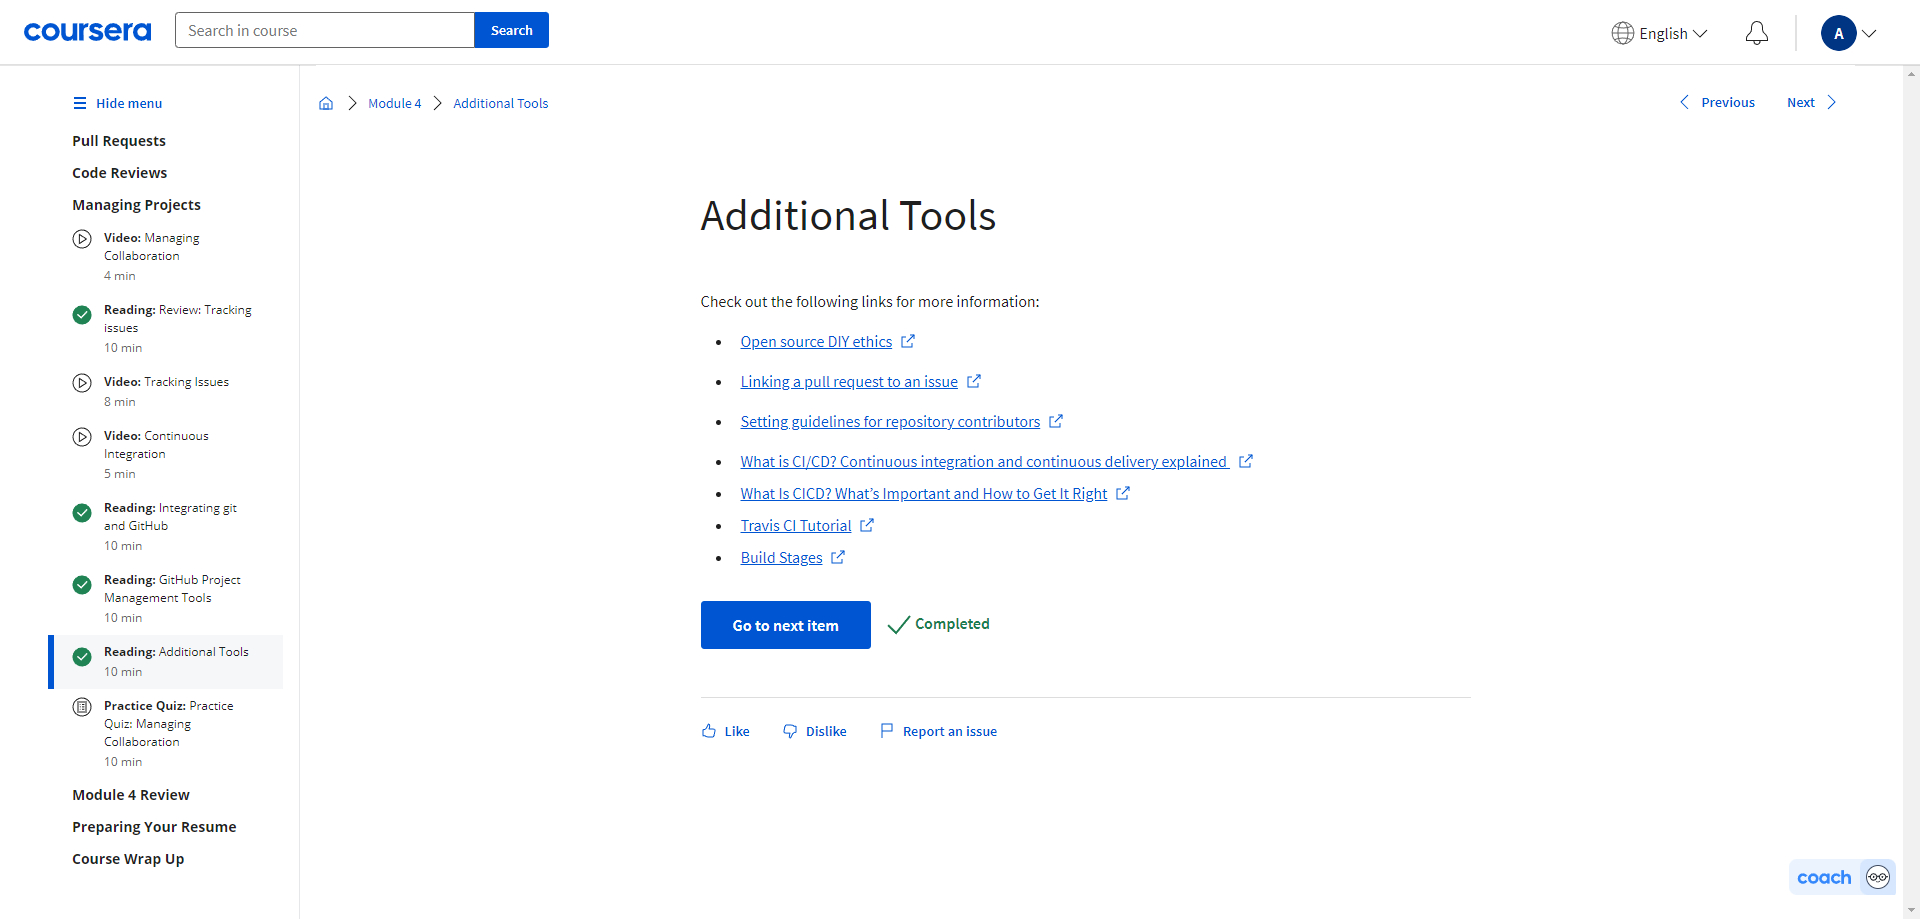 coursera
Search in course
Search
English
A
Hide menu
Pull Requests
Code Reviews
Managing Projects
Video: Managing
Collaboration
4 min
Reading: Review: Tracking
issues
10 min
Video: Tracking Issues
8 min
Video: Continuous
Integration
5 min
Reading: Integrating git
and GitHub
10 min
Reading: GitHub Project
Management Tools
10 min
Reading: Additional Tools
10 min
Practice Quiz: Practice
Quiz: Managing
Collaboration
10 min
Module 4 Review
Preparing Your Resume
Course Wrap Up
Module 4
Additional Tools
Previous
Next
Additional Tools
Check out the following links for more information:
Open source DIY ethics
Linking a pull request to an issue
Setting guidelines for repository contributors
What is CI/CD? Continuous integration and continuous delivery explained
What Is CICD? What’s Important and How to Get It Right
Travis CI Tutorial
Build Stages
Go to next item
Completed
Like
Dislike
Report an issue
coach